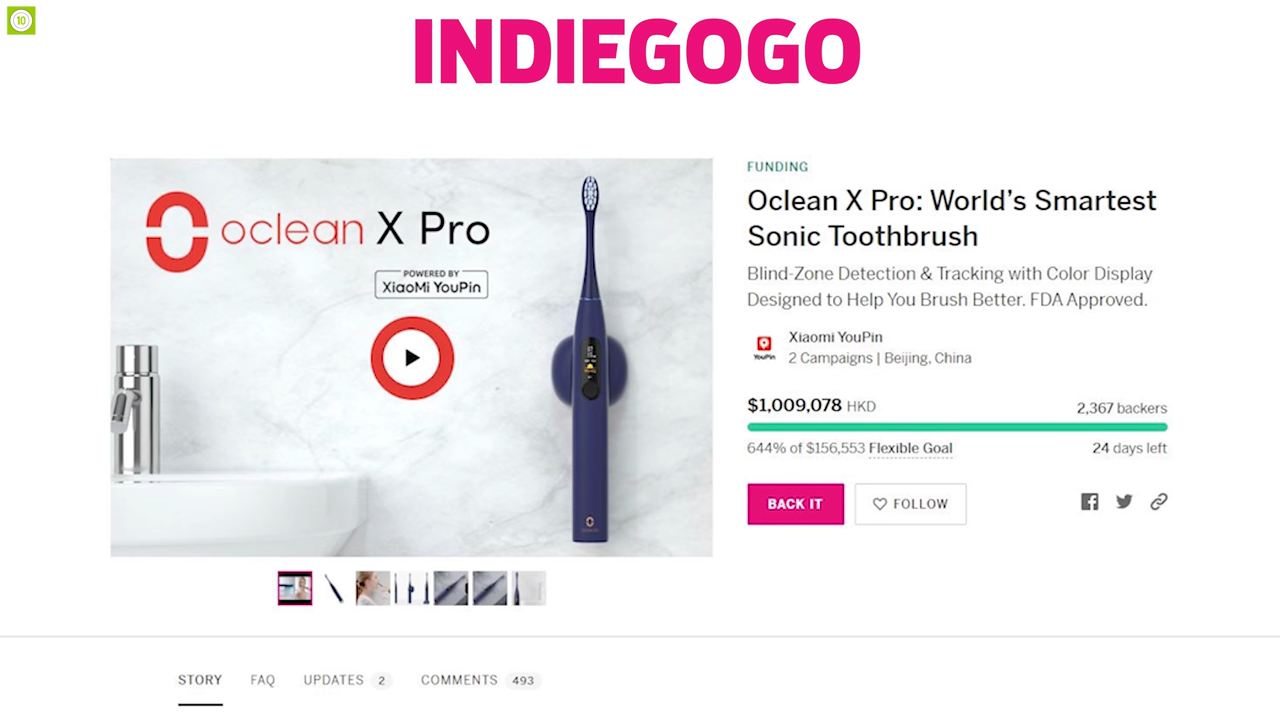 10
INDIEGOGO
oclean X Pro
POWERED BY
XiaoMi YouPin
FUNDING
Oclean X Pro: World's Smartest
Sonic Toothbrush
Blind-Zone Detection & Tracking with Color Display
Designed to Help You Brush Better. FDA Approved.
YouPin
Xiaomi YouPin
2 Campaigns | Beijing, China
$1,009,078 HKD
2,367 backers
644% of $156,553 Flexible Goal
24 days left
BACK IT
FOLLOW
STORY
FAQ
UPDATES 2
COMMENTS 493